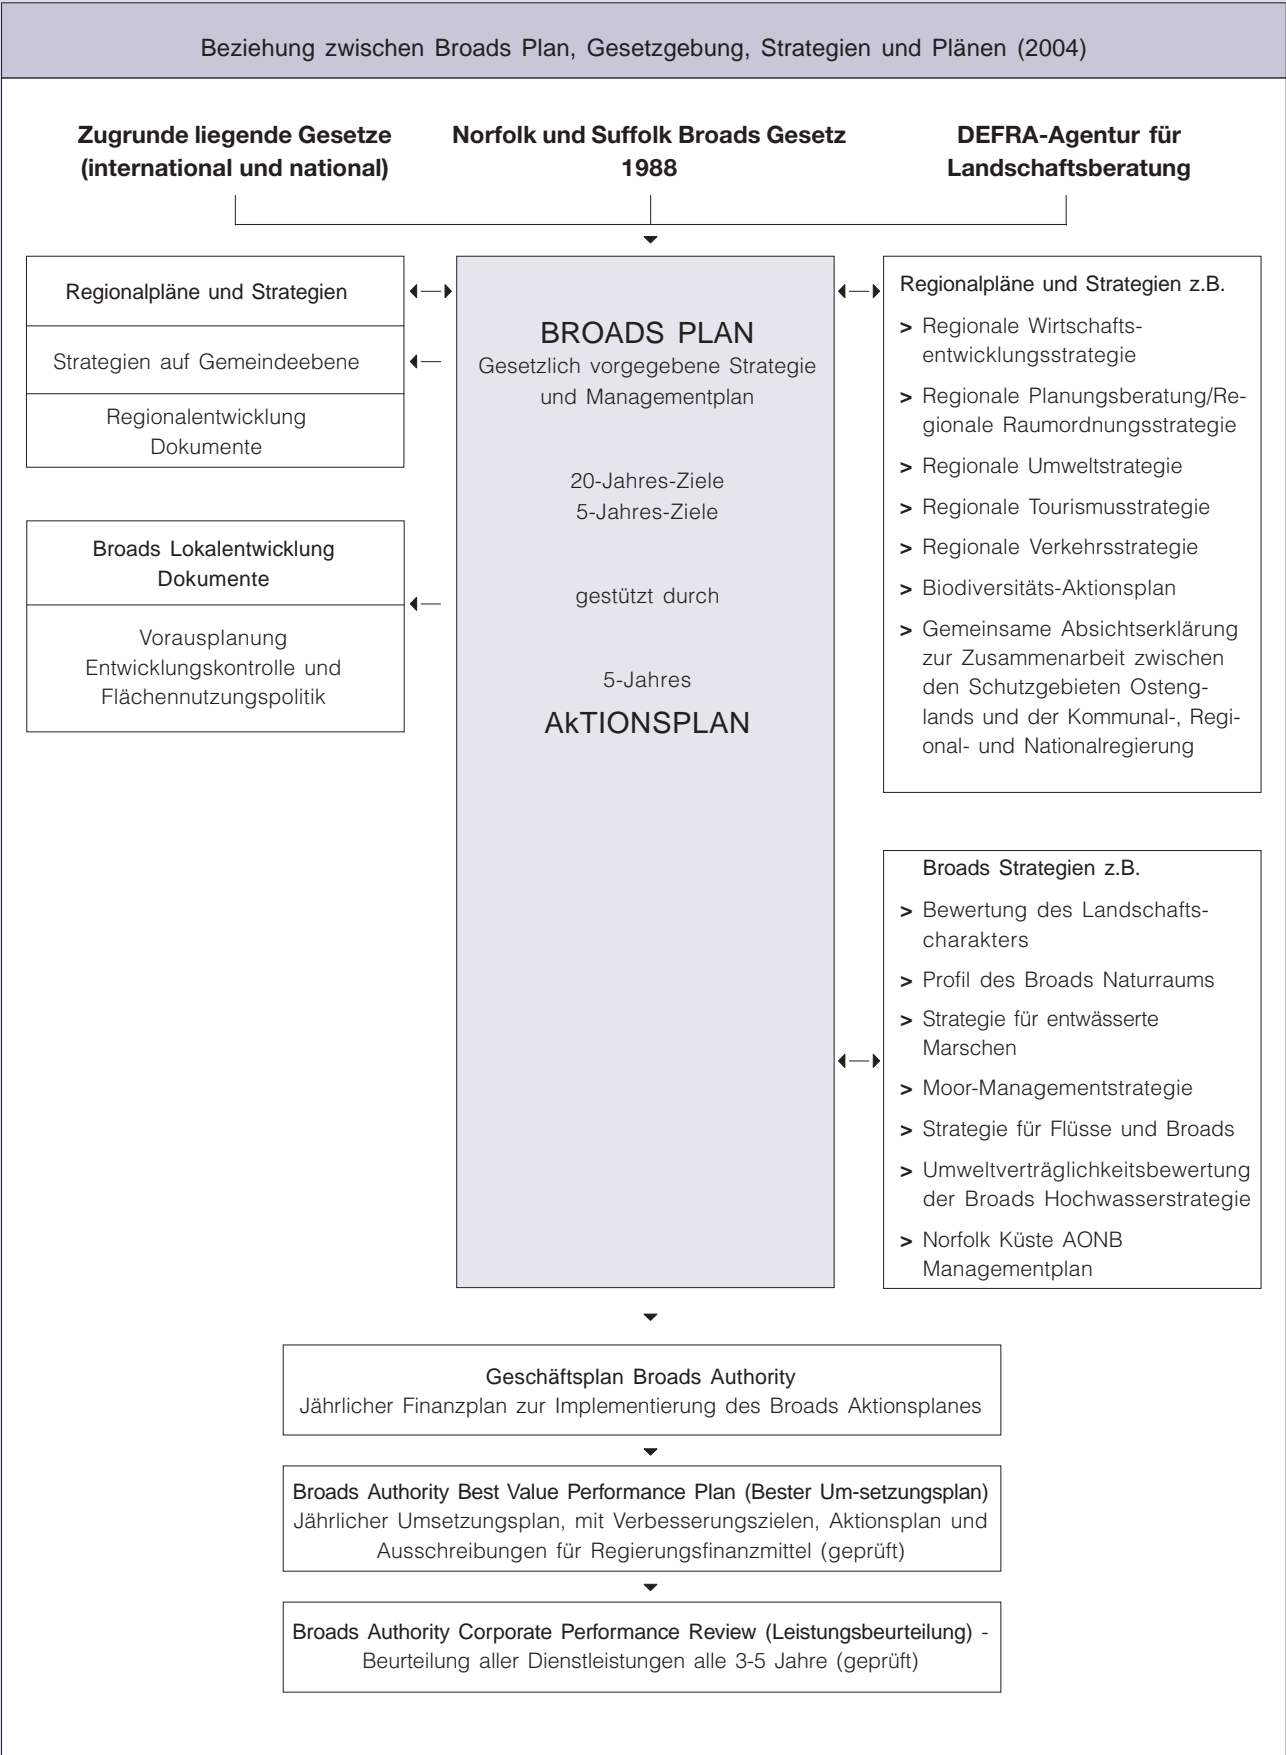 Beziehung zwischen Broads Plan, Gesetzgebung, Strategien und Plänen (2004)
Zugrunde liegende Gesetze
(international und national)
Norfolk und Suffolk Broads Gesetz
1988
DEFRA-Agentur für
Landschaftsberatung
Regionalpläne und Strategien
Strategien auf Gemeindeebene
Regionalentwicklung
Dokumente
Broads Lokalentwicklung
Dokumente
Vorausplanung
Entwicklungskontrolle und
Flächennutzungspolitik
BROADS PLAN
Gesetzlich vorgegebene Strategie
und Managementplan
20-Jahres-Ziele
5-Jahres-Ziele
gestützt durch
5-Jahres
AkTIONSPLAN
Regionalpläne und Strategien z.B.
> Regionale Wirtschafts-
entwicklungsstrategie
> Regionale Planungsberatung/Re-
gionale Raumordnungsstrategie
> Regionale Umweltstrategie
> Regionale Tourismusstrategie
> Regionale Verkehrsstrategie
> Biodiversitäts-Aktionsplan
> Gemeinsame Absichtserklärung
zur Zusammenarbeit zwischen
den Schutzgebieten Osteng-
lands und der Kommunal-, Regi-
onal- und Nationalregierung
Broads Strategien z.B.
> Bewertung des Landschafts-
charakters
> Profil des Broads Naturraums
> Strategie für entwässerte
Marschen
> Moor-Managementstrategie
> Strategie für Flüsse und Broads
> Umweltverträglichkeitsbewertung
der Broads Hochwasserstrategie
> Norfolk Küste AONB
Managementplan
Geschäftsplan Broads Authority
Jährlicher Finanzplan zur Implementierung des Broads Aktionsplanes
Broads Authority Best Value Performance Plan (Bester Um-setzungsplan)
Jährlicher Umsetzungsplan, mit Verbesserungszielen, Aktionsplan und
Ausschreibungen für Regierungsfinanzmittel (geprüft)
Broads Authority Corporate Performance Review (Leistungsbeurteilung) -
Beurteilung aller Dienstleistungen alle 3-5 Jahre (geprüft)